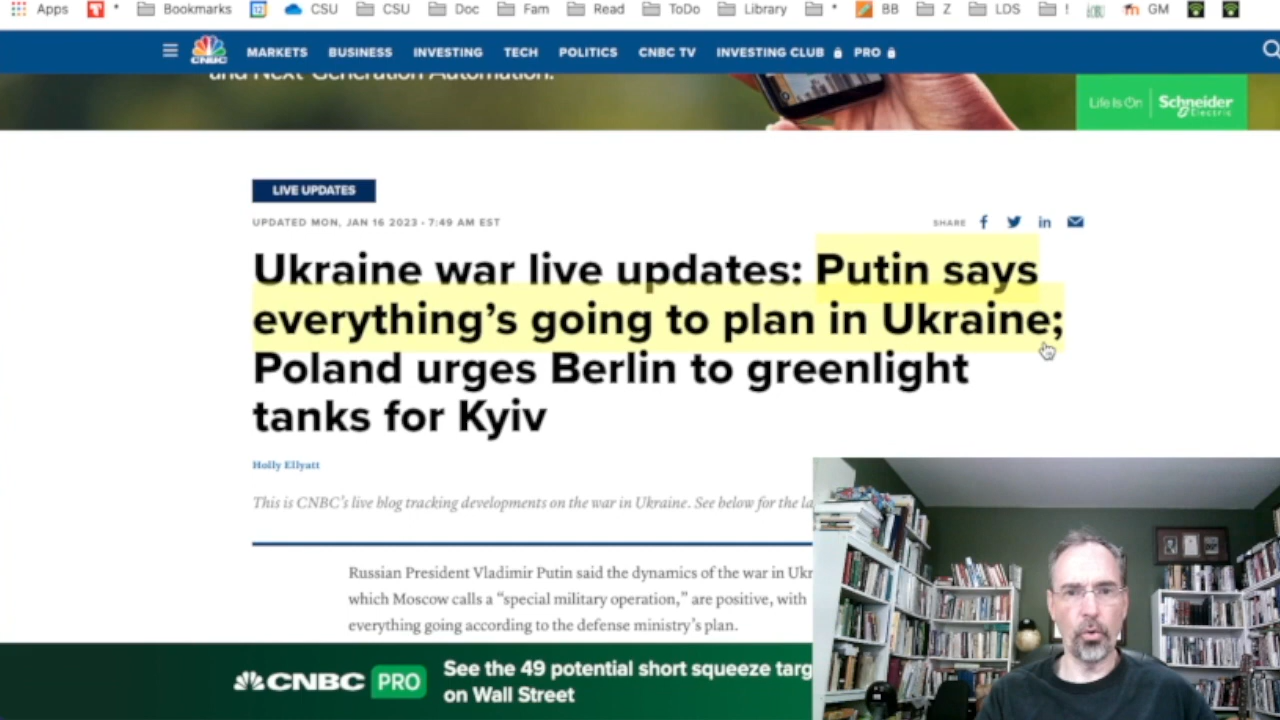 Apps * Bookmarks 12 CSU CSU Doc Fam Read ToDo Library * BB Z LDS ! GM
CNBC MARKETS BUSINESS INVESTING TECH POLITICS CNBC TV INVESTING CLUB PRO
and Next Generation Automation.
Life Is On Schneider Electric
LIVE UPDATES
UPDATED MON, JAN 16 2023 • 7:49 AM EST
SHARE
Ukraine war live updates: Putin says
everything’s going to plan in Ukraine;
Poland urges Berlin to greenlight
tanks for Kyiv
Holly Ellyatt
This is CNBC’s live blog tracking developments on the war in Ukraine. See below for the
Russian President Vladimir Putin said the dynamics of the war in
which Moscow calls a “special military operation,” are positive, with
everything going according to the defense ministry’s plan.
CNBC PRO
See the 49 potential short squeeze
on Wall Street